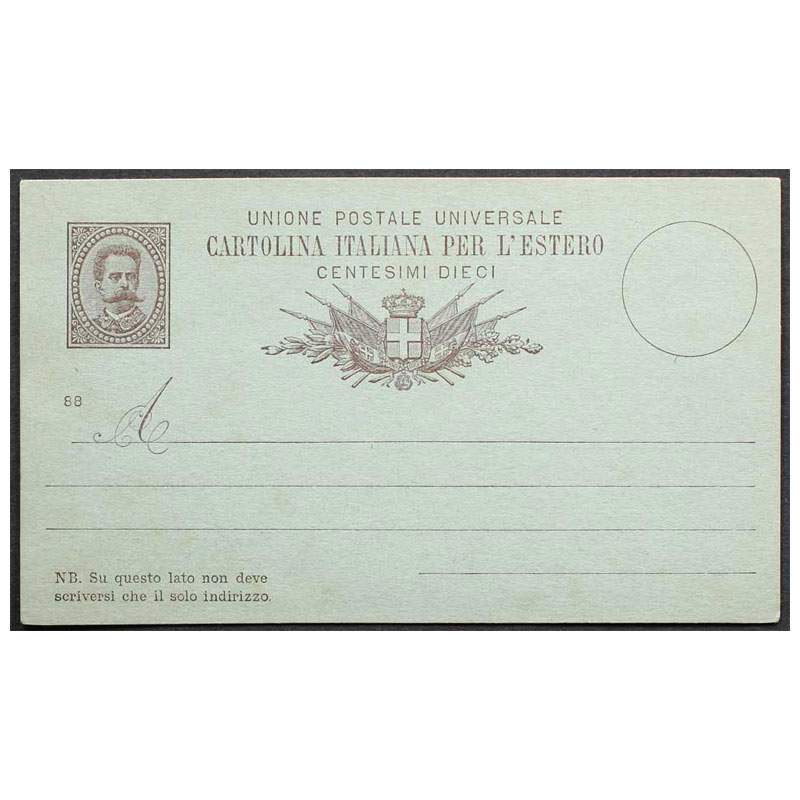 UNIONE POSTALE UNIVERSALE
CARTOLINA ITALIANA PER L'ESTERO
CENTESIMI DIECI
88
A
NB. Su questo lato non deve
scriversi che il solo indirizzo.